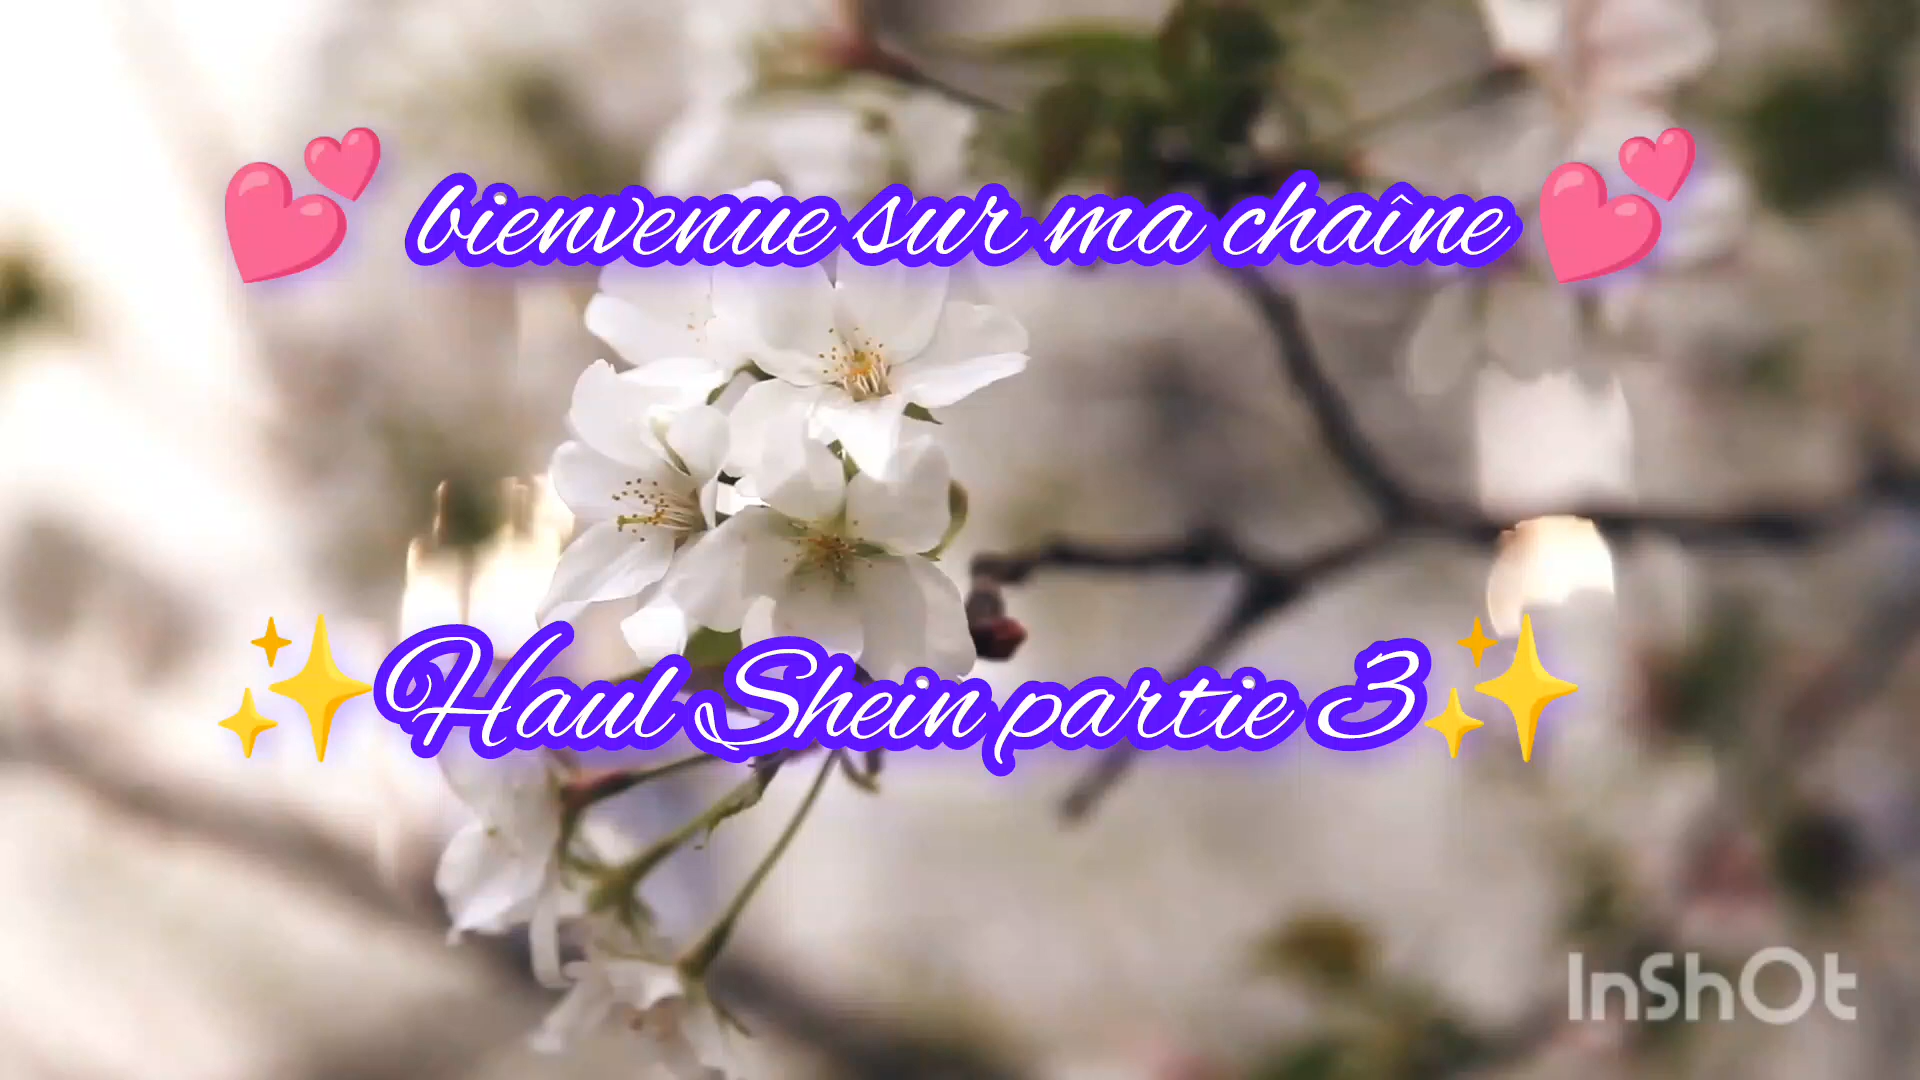 💕 bienvenue sur ma chaîne 💕
✨Haul Shein partie 3✨
InShOt